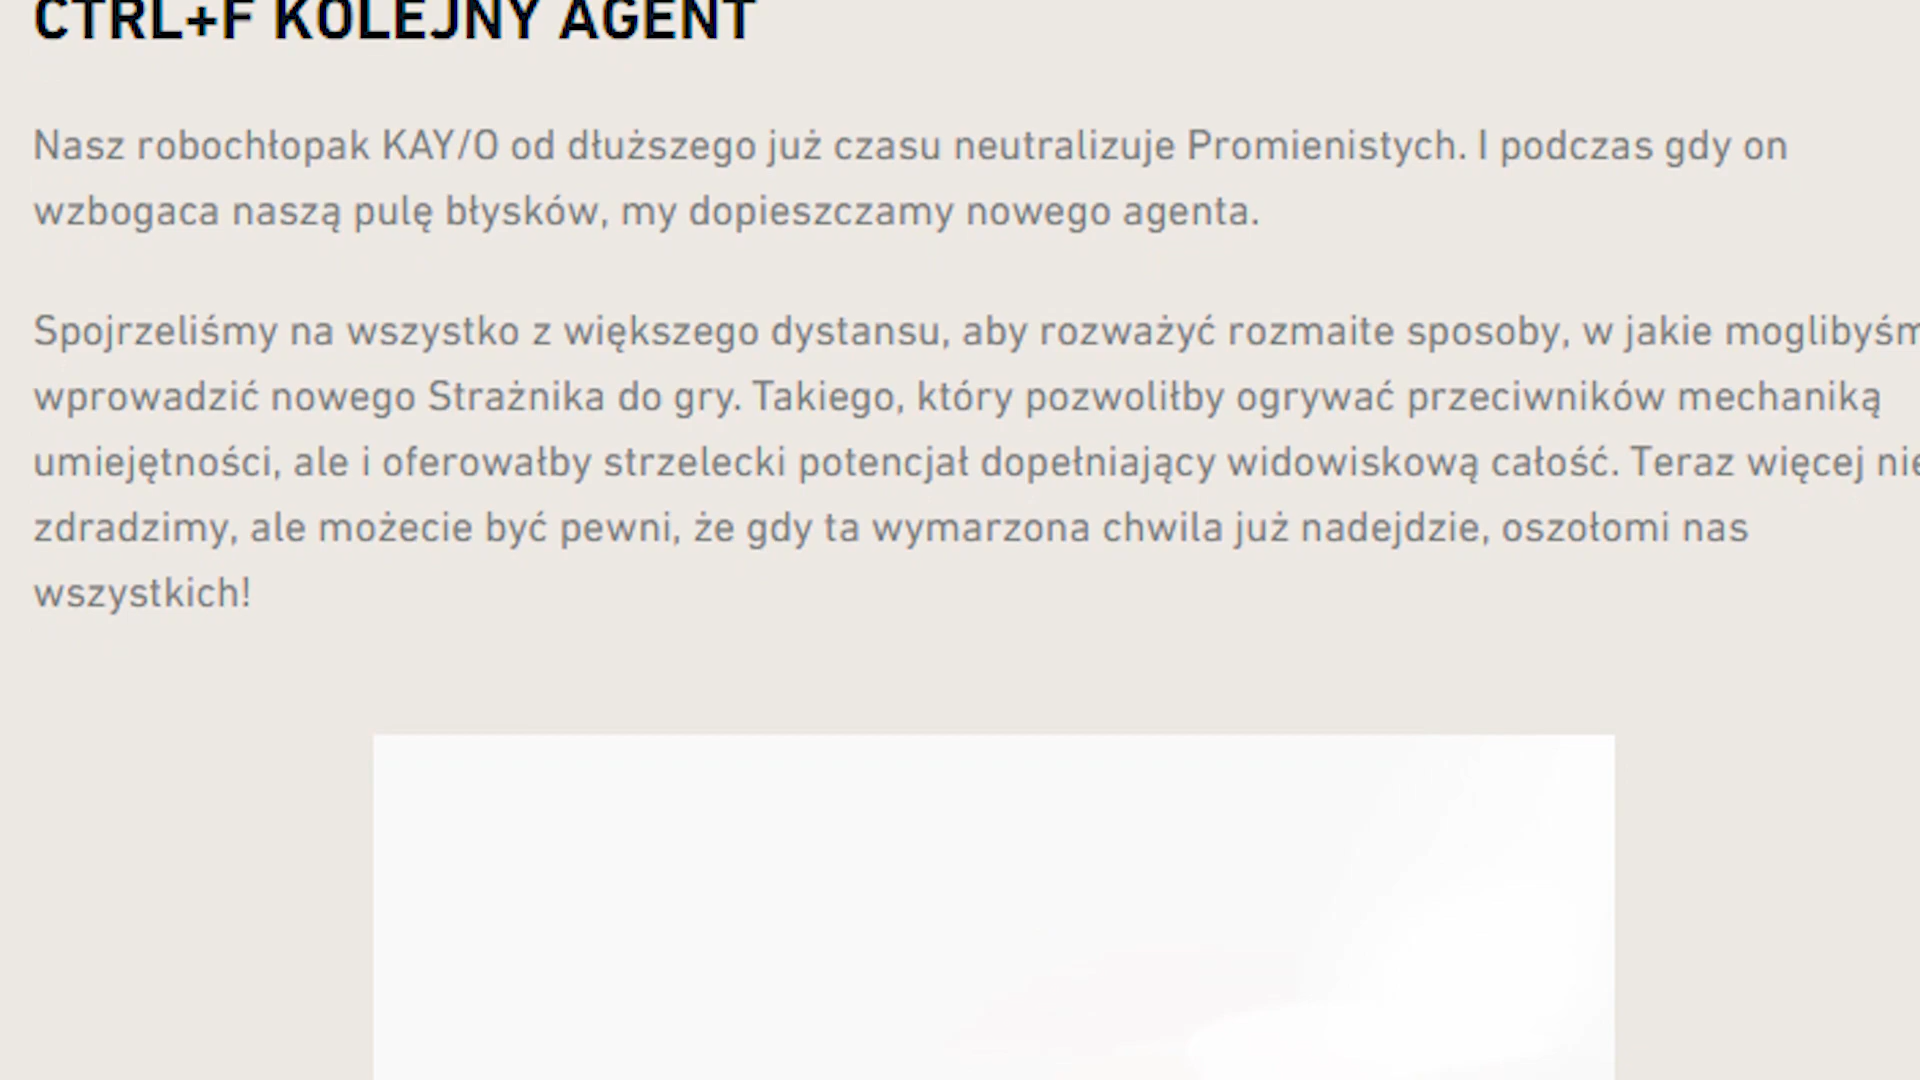 CTRL+F KOLEJNY AGENT
Nasz robochłopak KAY/O od dłuższego już czasu neutralizuje Promienistych. I podczas gdy on
wzbogaca naszą pulę błysków, my dopieszczamy nowego agenta.
Spojrzeliśmy na wszystko z większego dystansu, aby rozważyć rozmaite sposoby, w jakie moglibyśm
wprowadzić nowego Strażnika do gry. Takiego, który pozwoliłby ogrywać przeciwników mechaniką
umiejętności, ale i oferowałby strzelecki potencjał dopełniający widowiskową całość. Teraz więcej nie
zdradzimy, ale możecie być pewni, że gdy ta wymarzona chwila już nadejdzie, oszołomi nas
wszystkich!